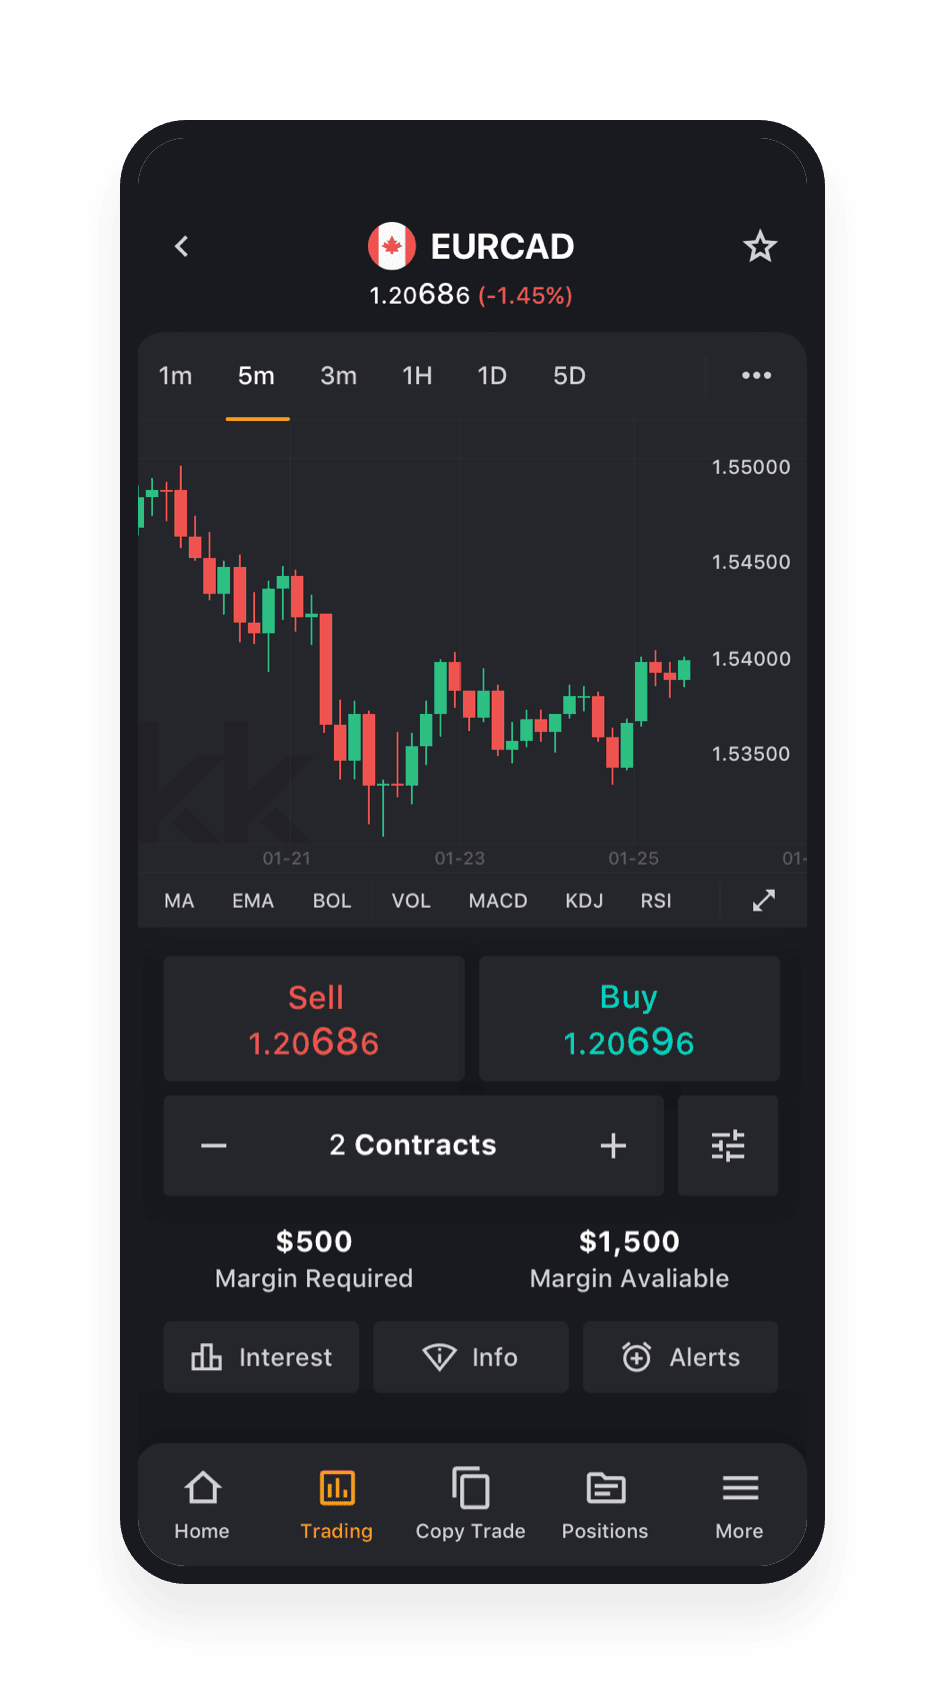 EURCAD
1.20686 (-1.45%)
1m 5m 3m 1H 1D 5D
1.55000
1.54500
1.54000
1.53500
kk
01-21 01-23 01-25 01-
MA EMA BOL VOL MACD KDJ RSI
Sell Buy
1.20686 1.20696
2 Contracts
$500 $1,500
Margin Required Margin Avaliable
Interest Info Alerts
Home Trading Copy Trade Positions More